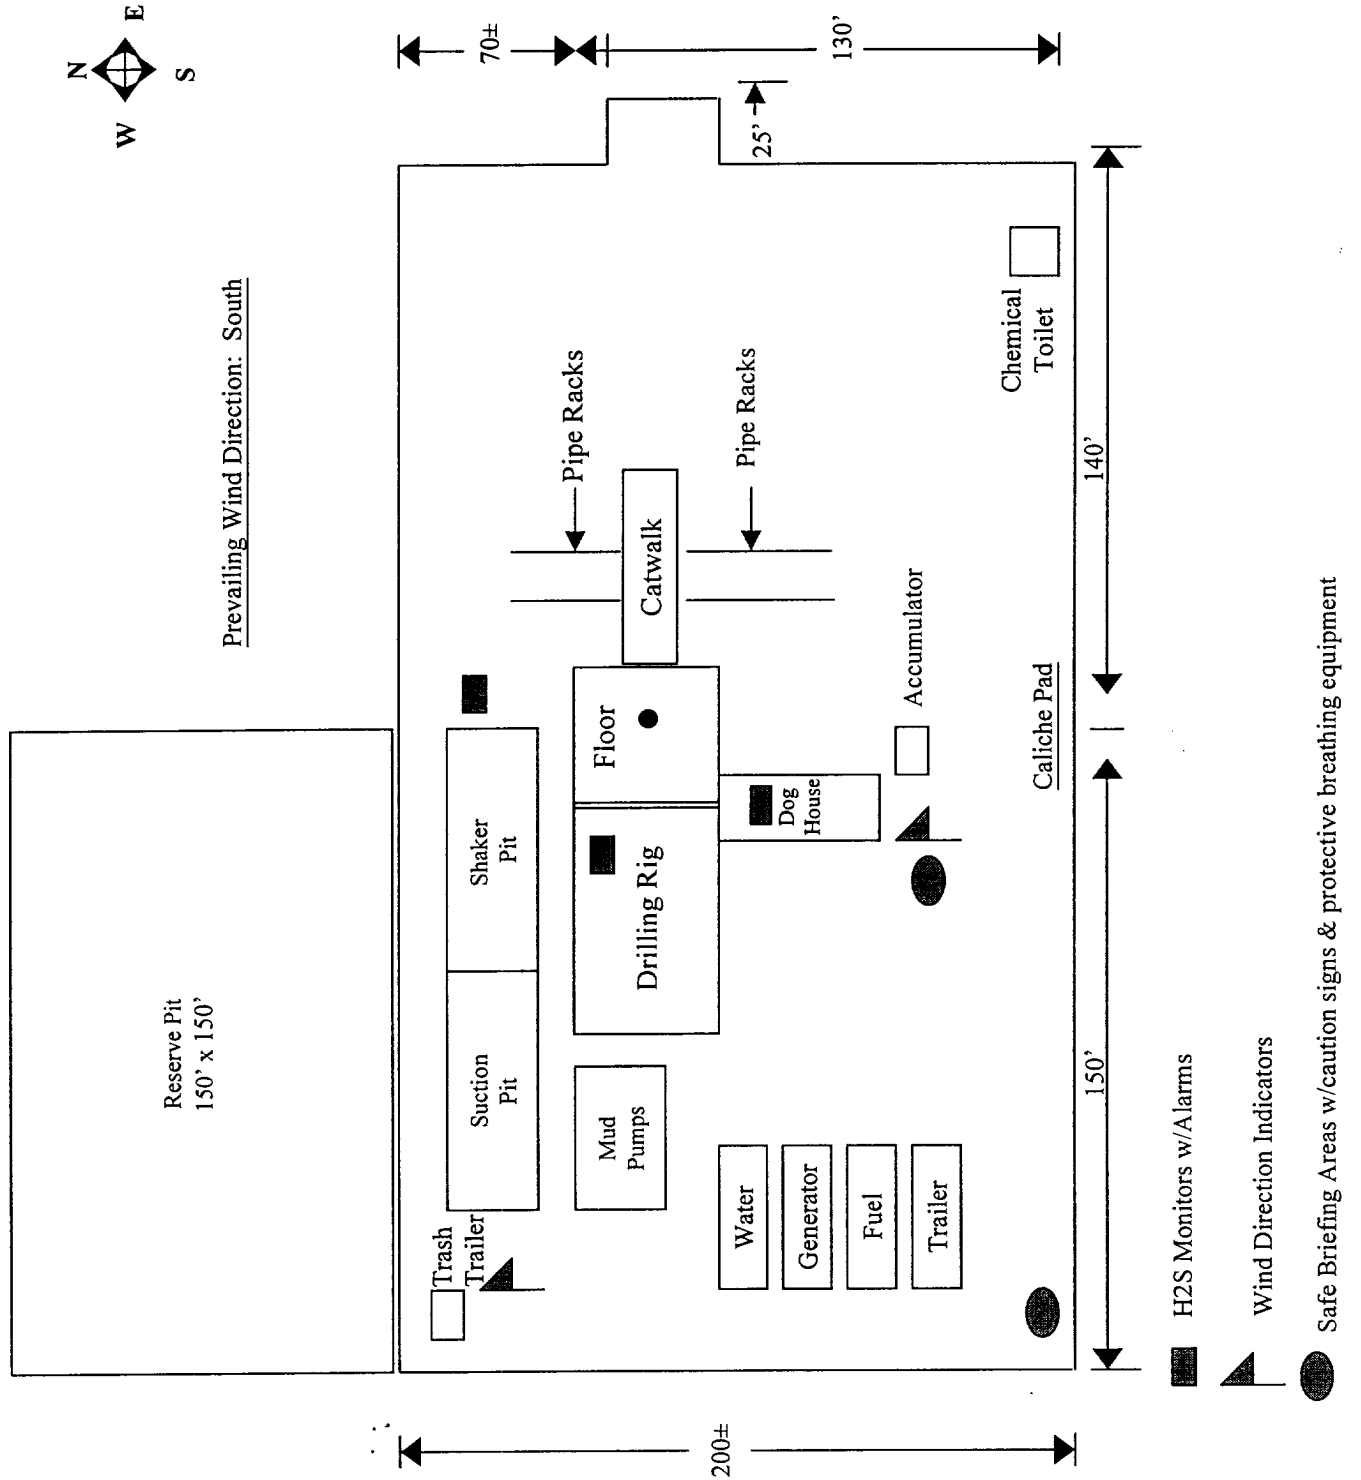 N
E
W
S
Prevailing Wind Direction: South
Reserve Pit
150' x 150'
70±
130'
25'
200±
Trash
Trailer
Suction
Pit
Shaker
Pit
Mud
Pumps
Drilling Rig
Floor
Catwalk
Pipe Racks
Pipe Racks
Dog
House
Accumulator
Water
Generator
Fuel
Trailer
Chemical
Toilet
Caliche Pad
150'
140'
H2S Monitors w/Alarms
Wind Direction Indicators
Safe Briefing Areas w/caution signs & protective breathing equipment